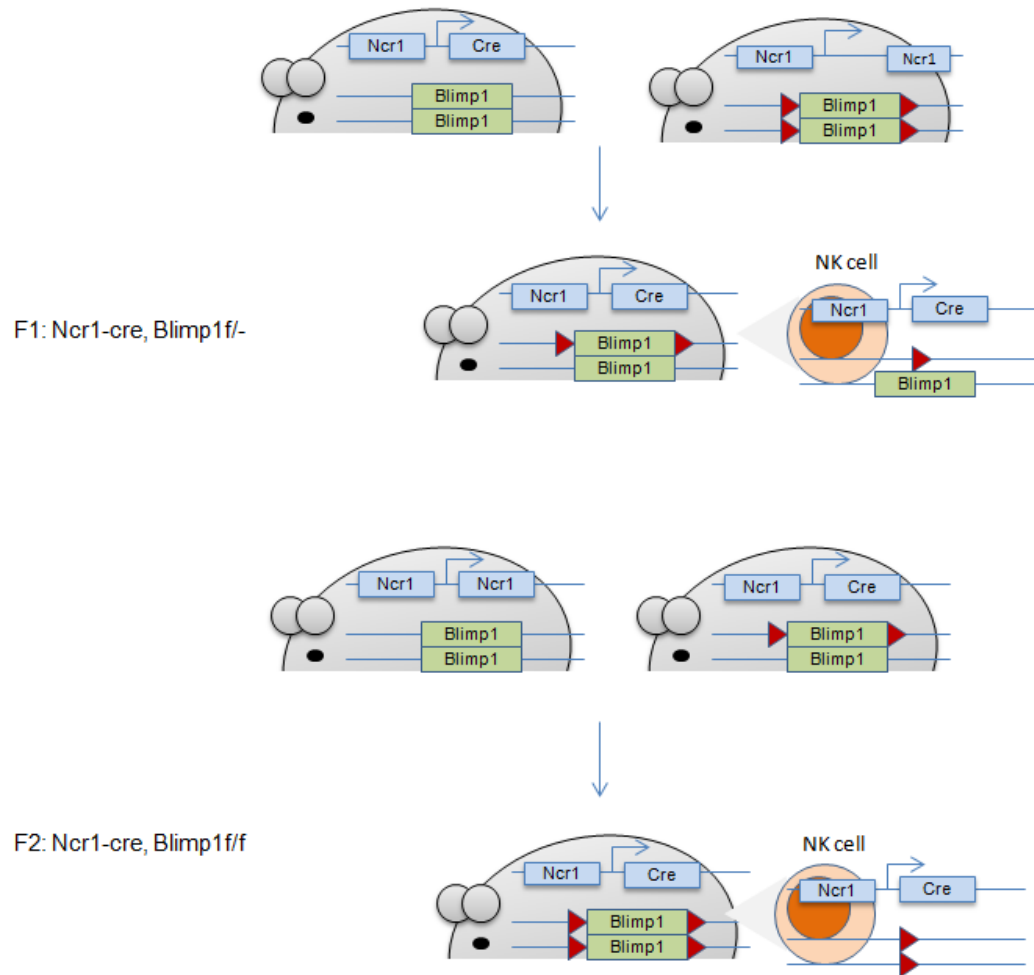 Ncr1 Cre Ncr1 Ncr1
Blimp1 Blimp1
Blimp1 Blimp1
NK cell
F1: Ncr1-cre, Blimp1f/- Ncr1 Cre Ncr1 Cre
Blimp1
Blimp1 Blimp1
Ncr1 Ncr1 Ncr1 Cre
Blimp1 Blimp1
Blimp1 Blimp1
F2: Ncr1-cre, Blimp1f/f NK cell
Ncr1 Cre Ncr1 Cre
Blimp1
Blimp1